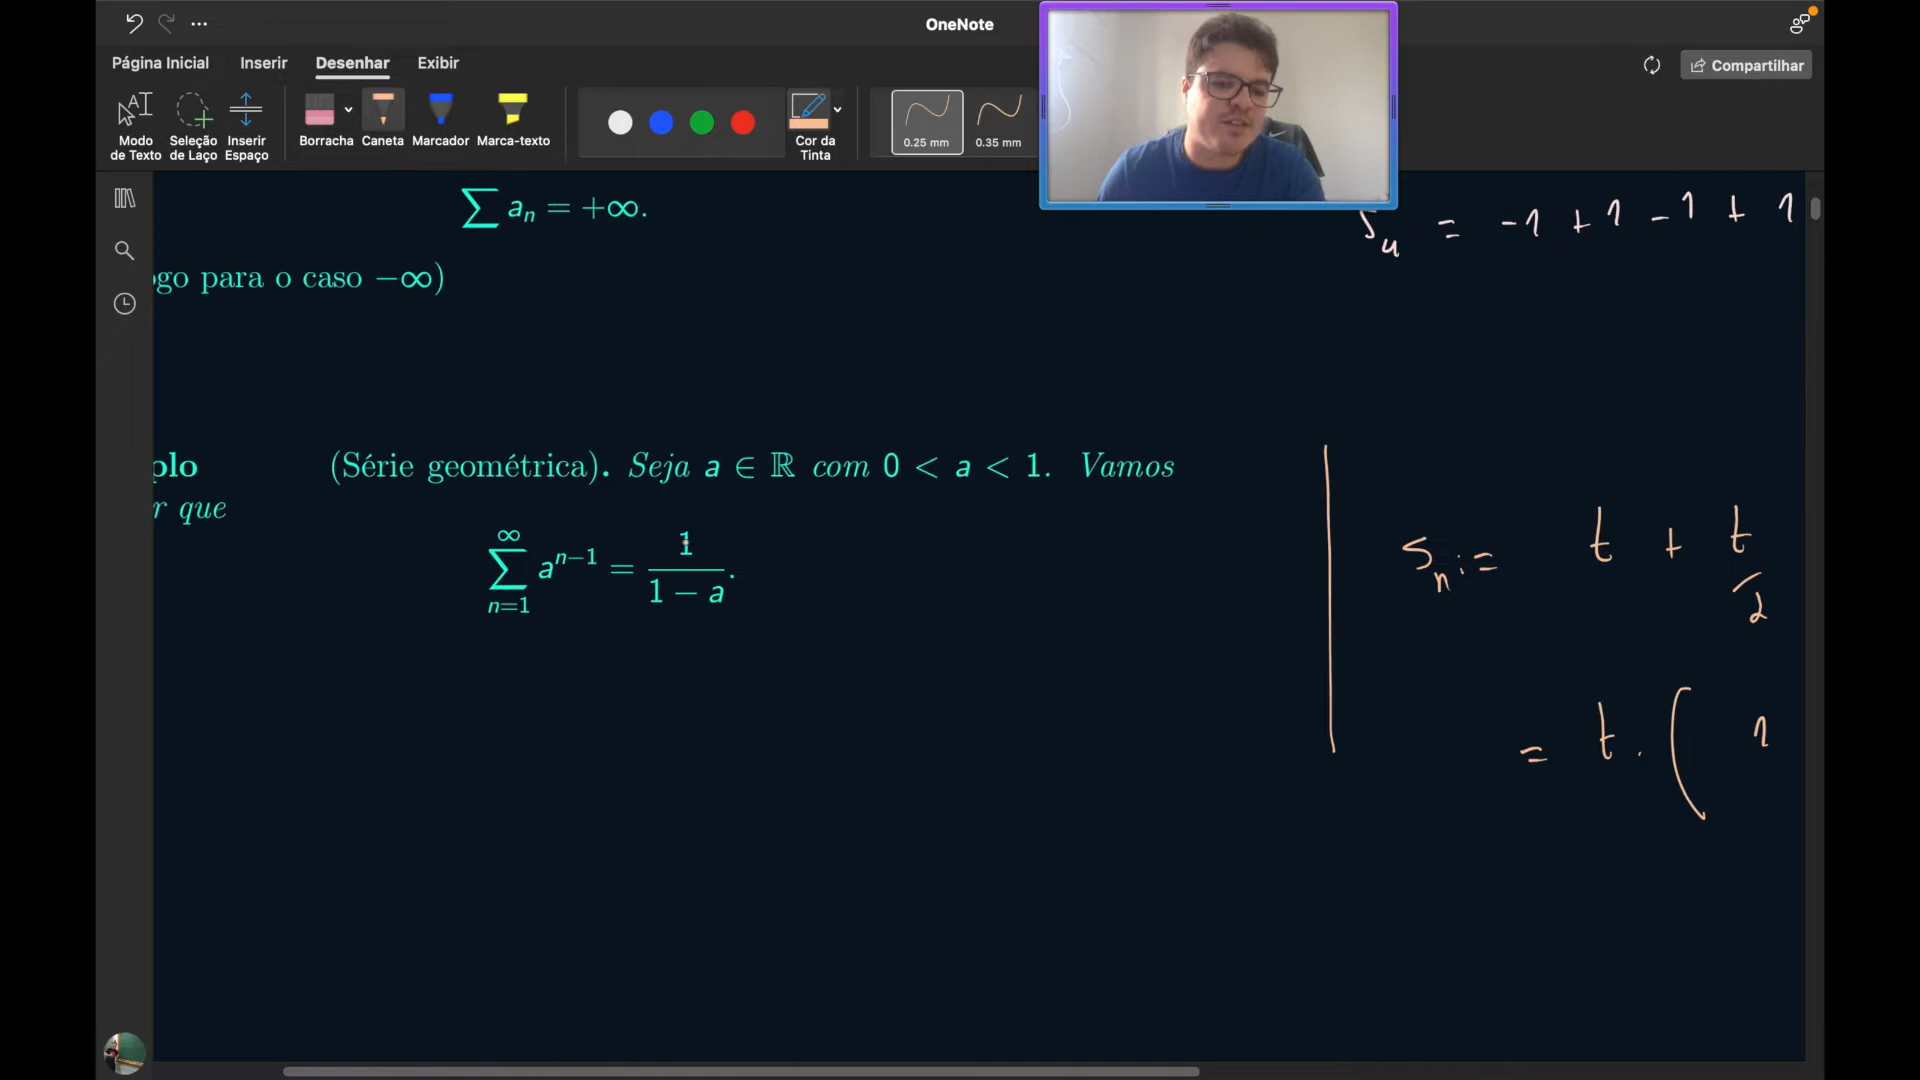 OneNote
Página Inicial Inserir Desenhar Exibir
Compartilhar
Modo de Texto
Seleção de Laço
Inserir Espaço
Borracha
Caneta
Marcador
Marca-texto
Cor da Tinta
0.25 mm
0.35 mm
∑ aₙ = +∞.
ogo para o caso −∞)
S₄ = -1 + 1 - 1 + 1
plo (Série geométrica). Seja a ∈ ℝ com 0 < a < 1. Vamos
r que
∑_{n=1}^{∞} a^{n−1} = 1/(1 − a).
Sₙ := t + t/2
= t · ( 1